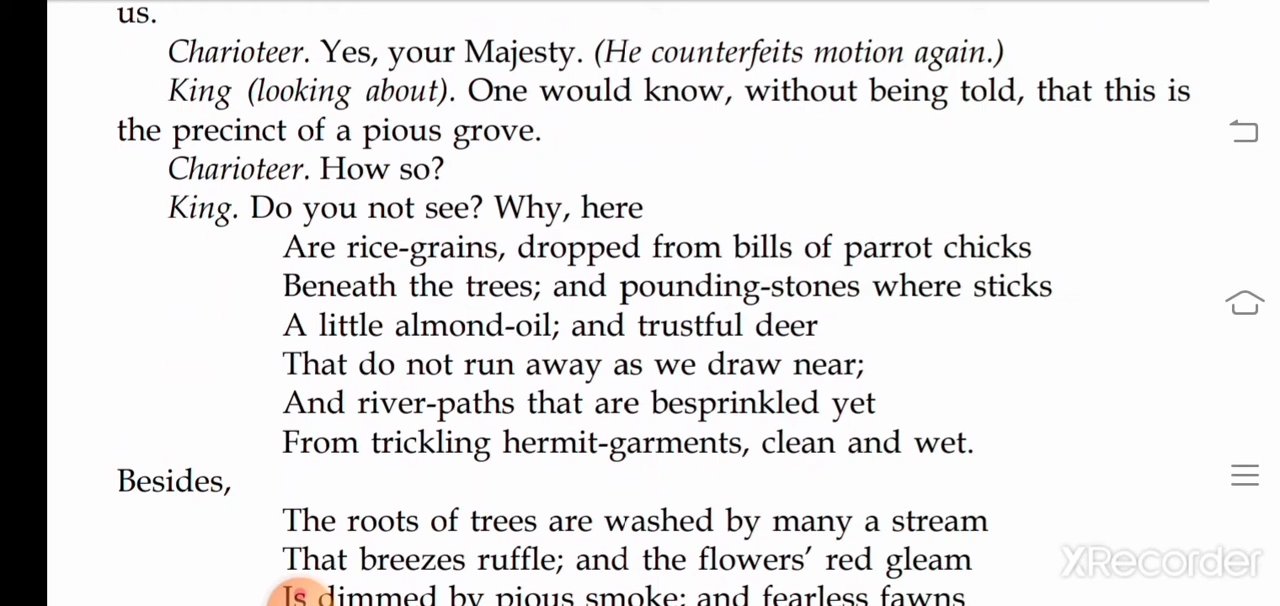 us.
Charioteer. Yes, your Majesty. (He counterfeits motion again.)
King (looking about). One would know, without being told, that this is
the precinct of a pious grove.
Charioteer. How so?
King. Do you not see? Why, here
Are rice-grains, dropped from bills of parrot chicks
Beneath the trees; and pounding-stones where sticks
A little almond-oil; and trustful deer
That do not run away as we draw near;
And river-paths that are besprinkled yet
From trickling hermit-garments, clean and wet.
Besides,
The roots of trees are washed by many a stream
That breezes ruffle; and the flowers' red gleam
Is dimmed by pious smoke; and fearless fawns
XRecorder